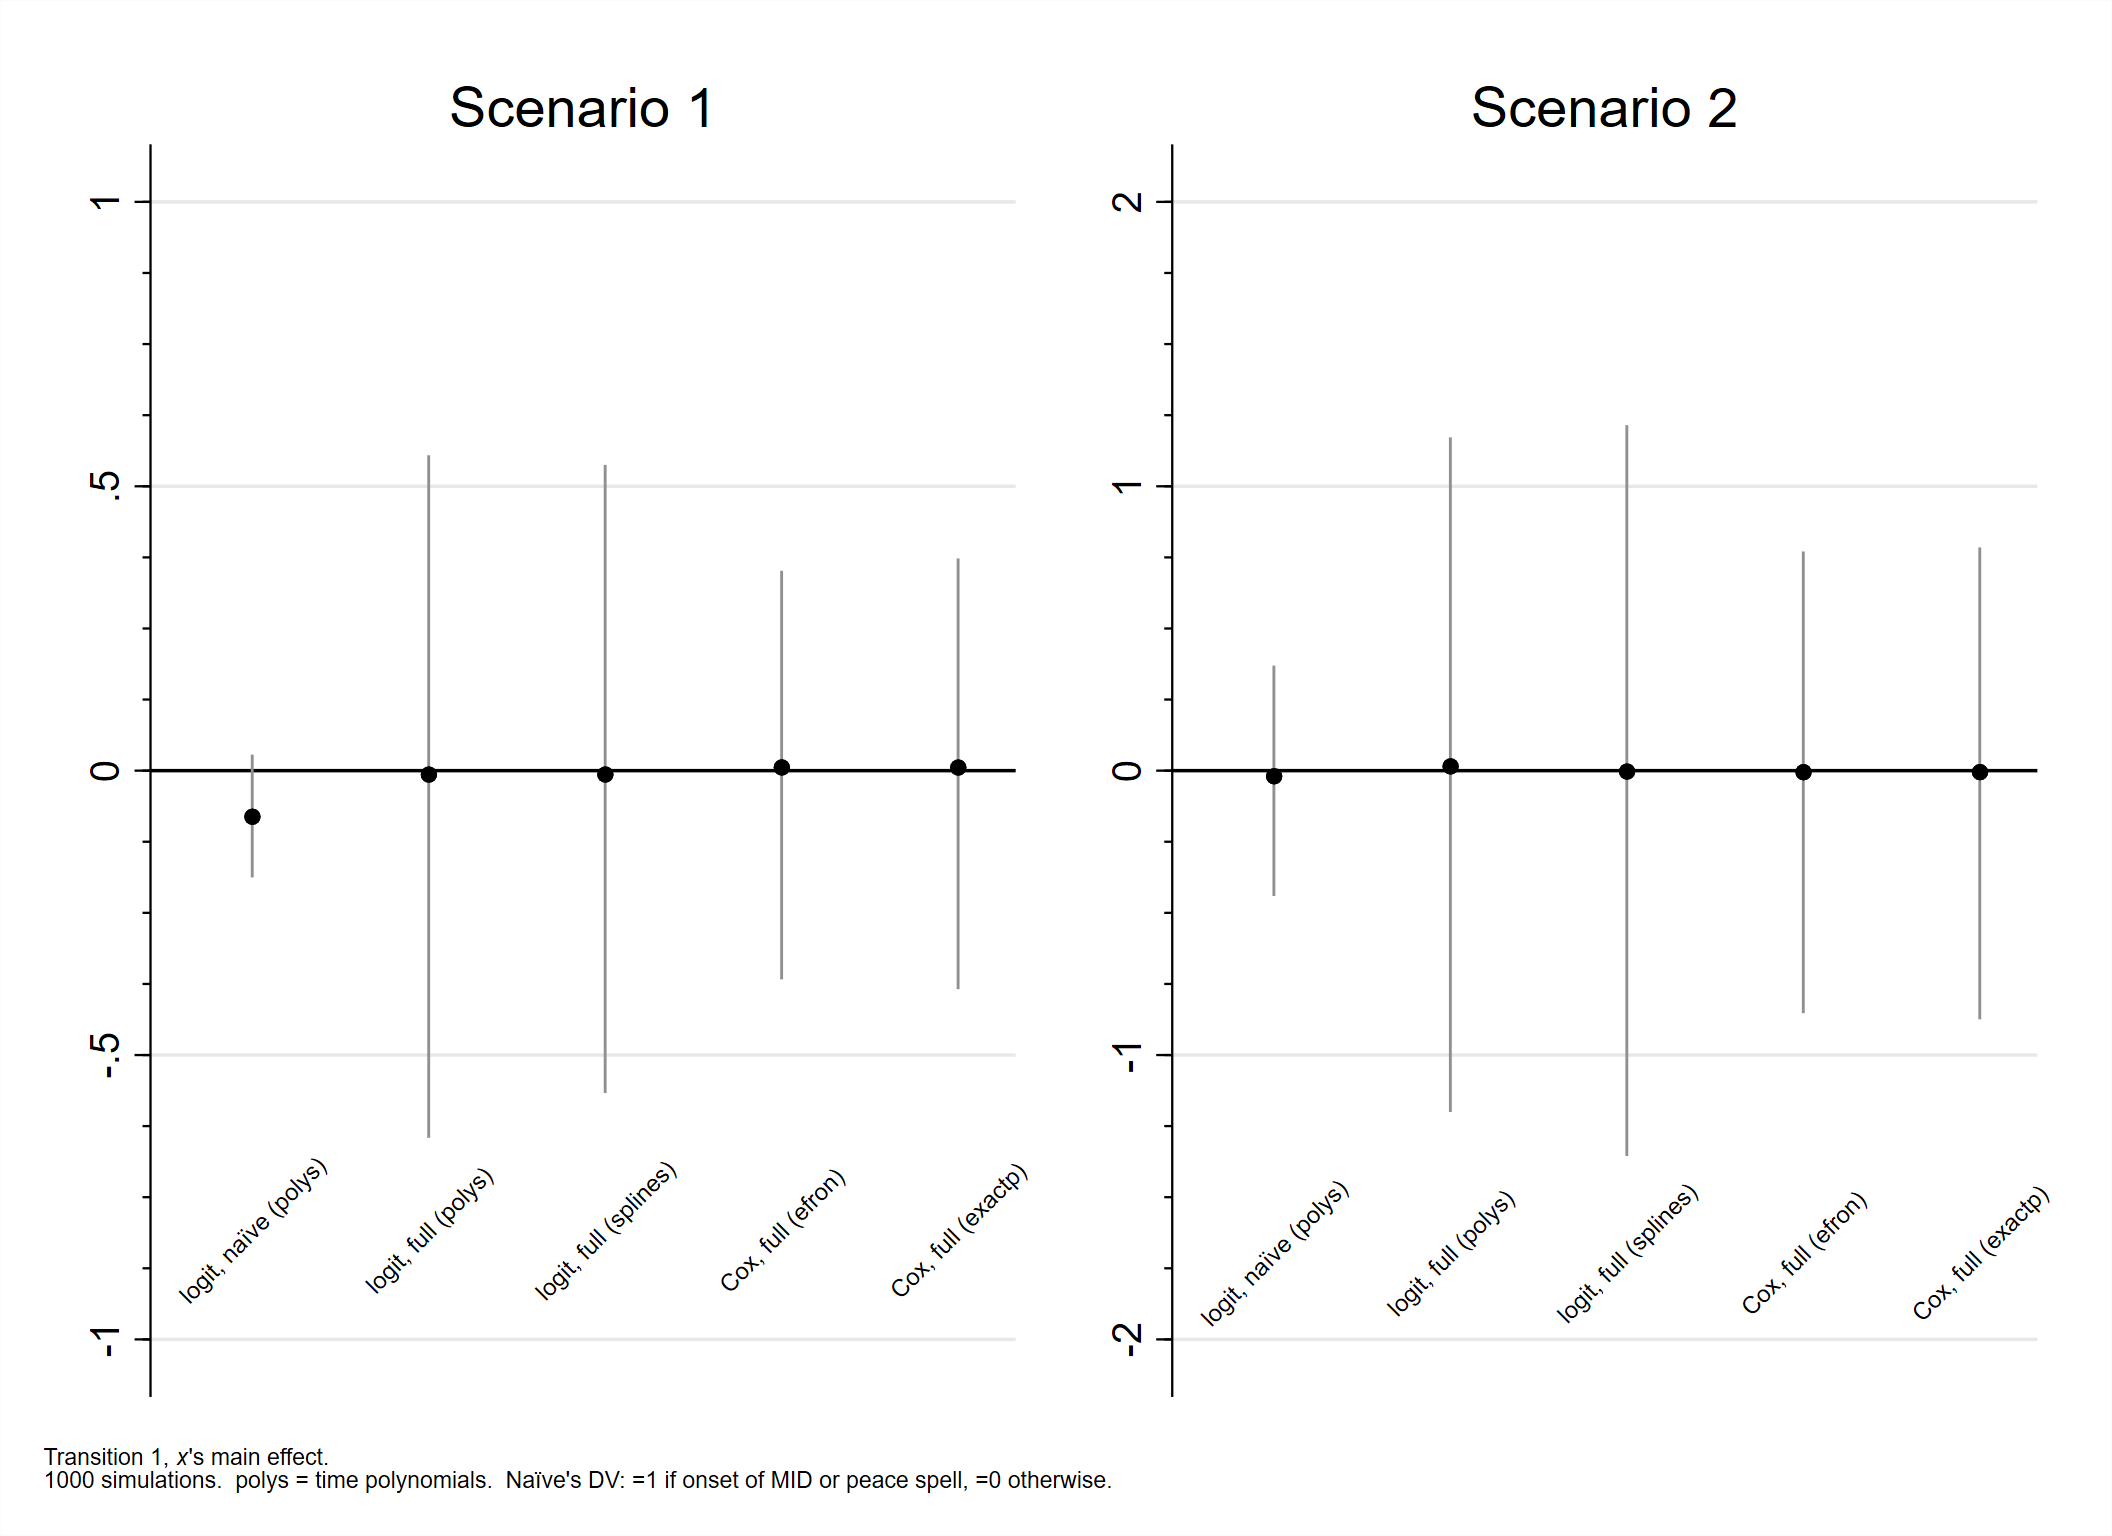 Scenario 1
1
.5
0
-.5
-1
logit, naïve (polys)
logit, full (polys)
logit, full (splines)
Cox, full (efron)
Cox, full (exactp)
Scenario 2
2
1
0
-1
-2
logit, naïve (polys)
logit, full (polys)
logit, full (splines)
Cox, full (efron)
Cox, full (exactp)
Transition 1, x's main effect.
1000 simulations.  polys = time polynomials.  Naïve's DV: =1 if onset of MID or peace spell, =0 otherwise.